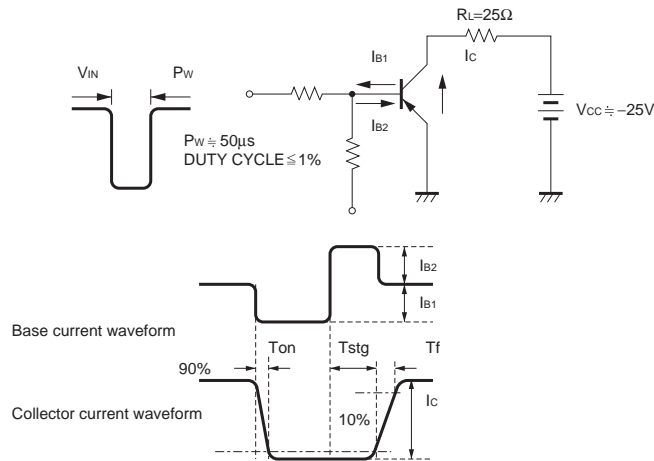 RL=25Ω
IB1
IC
VIN
PW
VCC≒−25V
IB2
PW≒50μs
DUTY CYCLE≦1%
IB2
IB1
Base current waveform
Ton
Tstg
Tf
90%
IC
10%
Collector current waveform